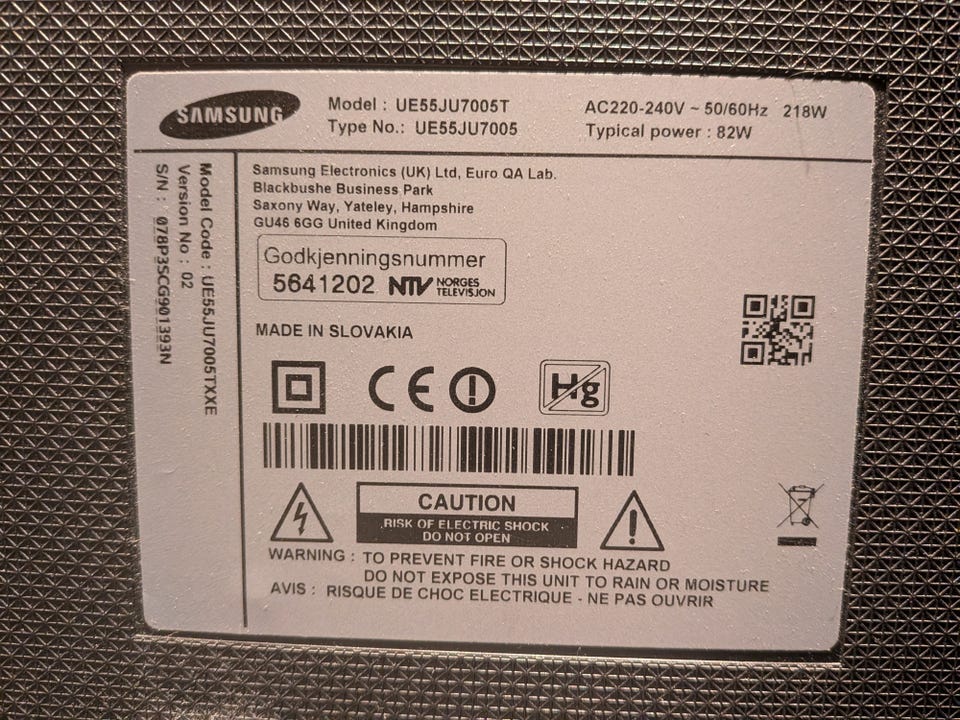 SAMSUNG
Model : UE55JU7005T
Type No.: UE55JU7005
AC220-240V ~ 50/60Hz 218W
Typical power : 82W
Model Code : UE55JU7005TXXE
Version No : 02
S/N : 078P3SCG901393N
Samsung Electronics (UK) Ltd, Euro QA Lab.
Blackbushe Business Park
Saxony Way, Yateley, Hampshire
GU46 6GG United Kingdom
Godkjenningsnummer
5641202 NTV NORGES
TELEVISJON
MADE IN SLOVAKIA
CE
Hg
CAUTION
RISK OF ELECTRIC SHOCK
DO NOT OPEN
WARNING : TO PREVENT FIRE OR SHOCK HAZARD
DO NOT EXPOSE THIS UNIT TO RAIN OR MOISTURE
AVIS : RISQUE DE CHOC ELECTRIQUE - NE PAS OUVRIR